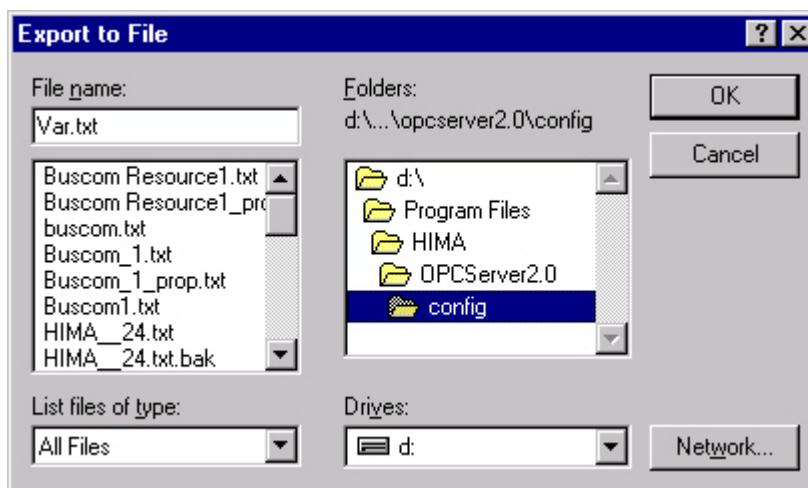 Export to File
File name:
Var.txt
Buscom Resource1.txt
Buscom Resource1_pro
buscom.txt
Buscom_1.txt
Buscom_1_prop.txt
Buscom1.txt
HIMA__24.txt
HIMA__24.txt.bak
List files of type:
All Files
Folders:
d:\...\opcserver2.0\config
d:\
Program Files
HIMA
OPCServer2.0
config
Drives:
d:
OK
Cancel
Network...